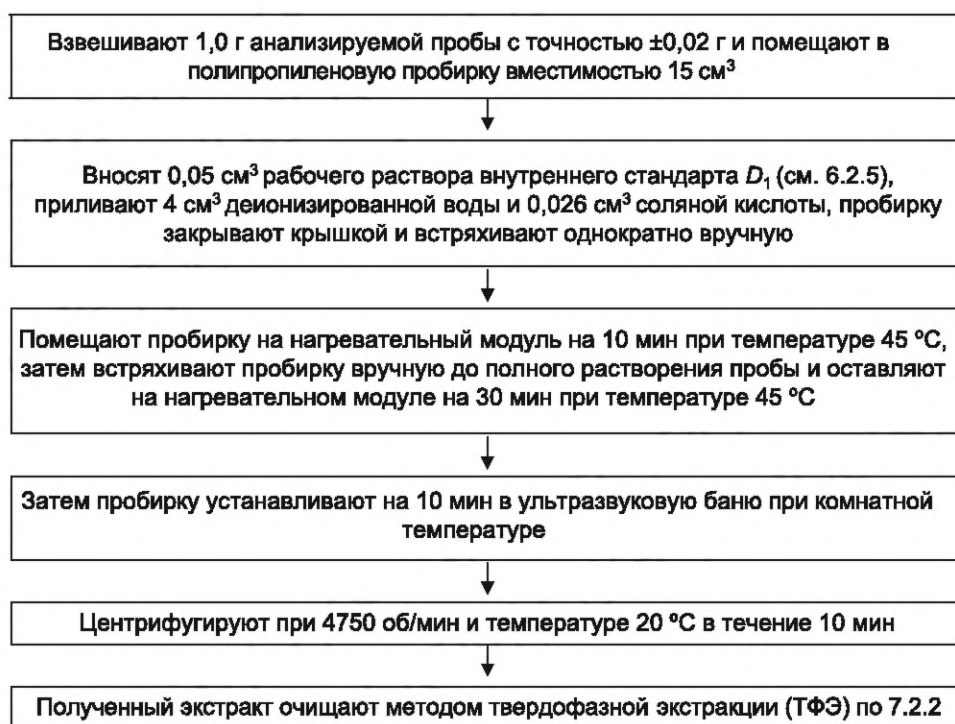 Взвешивают 1,0 г анализируемой пробы с точностью ±0,02 г и помещают в
полипропиленовую пробирку вместимостью 15 см³
Вносят 0,05 см³ рабочего раствора внутреннего стандарта D₁ (см. 6.2.5),
приливают 4 см³ деионизированной воды и 0,026 см³ соляной кислоты, пробирку
закрывают крышкой и встряхивают однократно вручную
Помещают пробирку на нагревательный модуль на 10 мин при температуре 45 ºС,
затем встряхивают пробирку вручную до полного растворения пробы и оставляют
на нагревательном модуле на 30 мин при температуре 45 ºС
Затем пробирку устанавливают на 10 мин в ультразвуковую баню при комнатной
температуре
Центрифугируют при 4750 об/мин и температуре 20 ºС в течение 10 мин
Полученный экстракт очищают методом твердофазной экстракции (ТФЭ) по 7.2.2